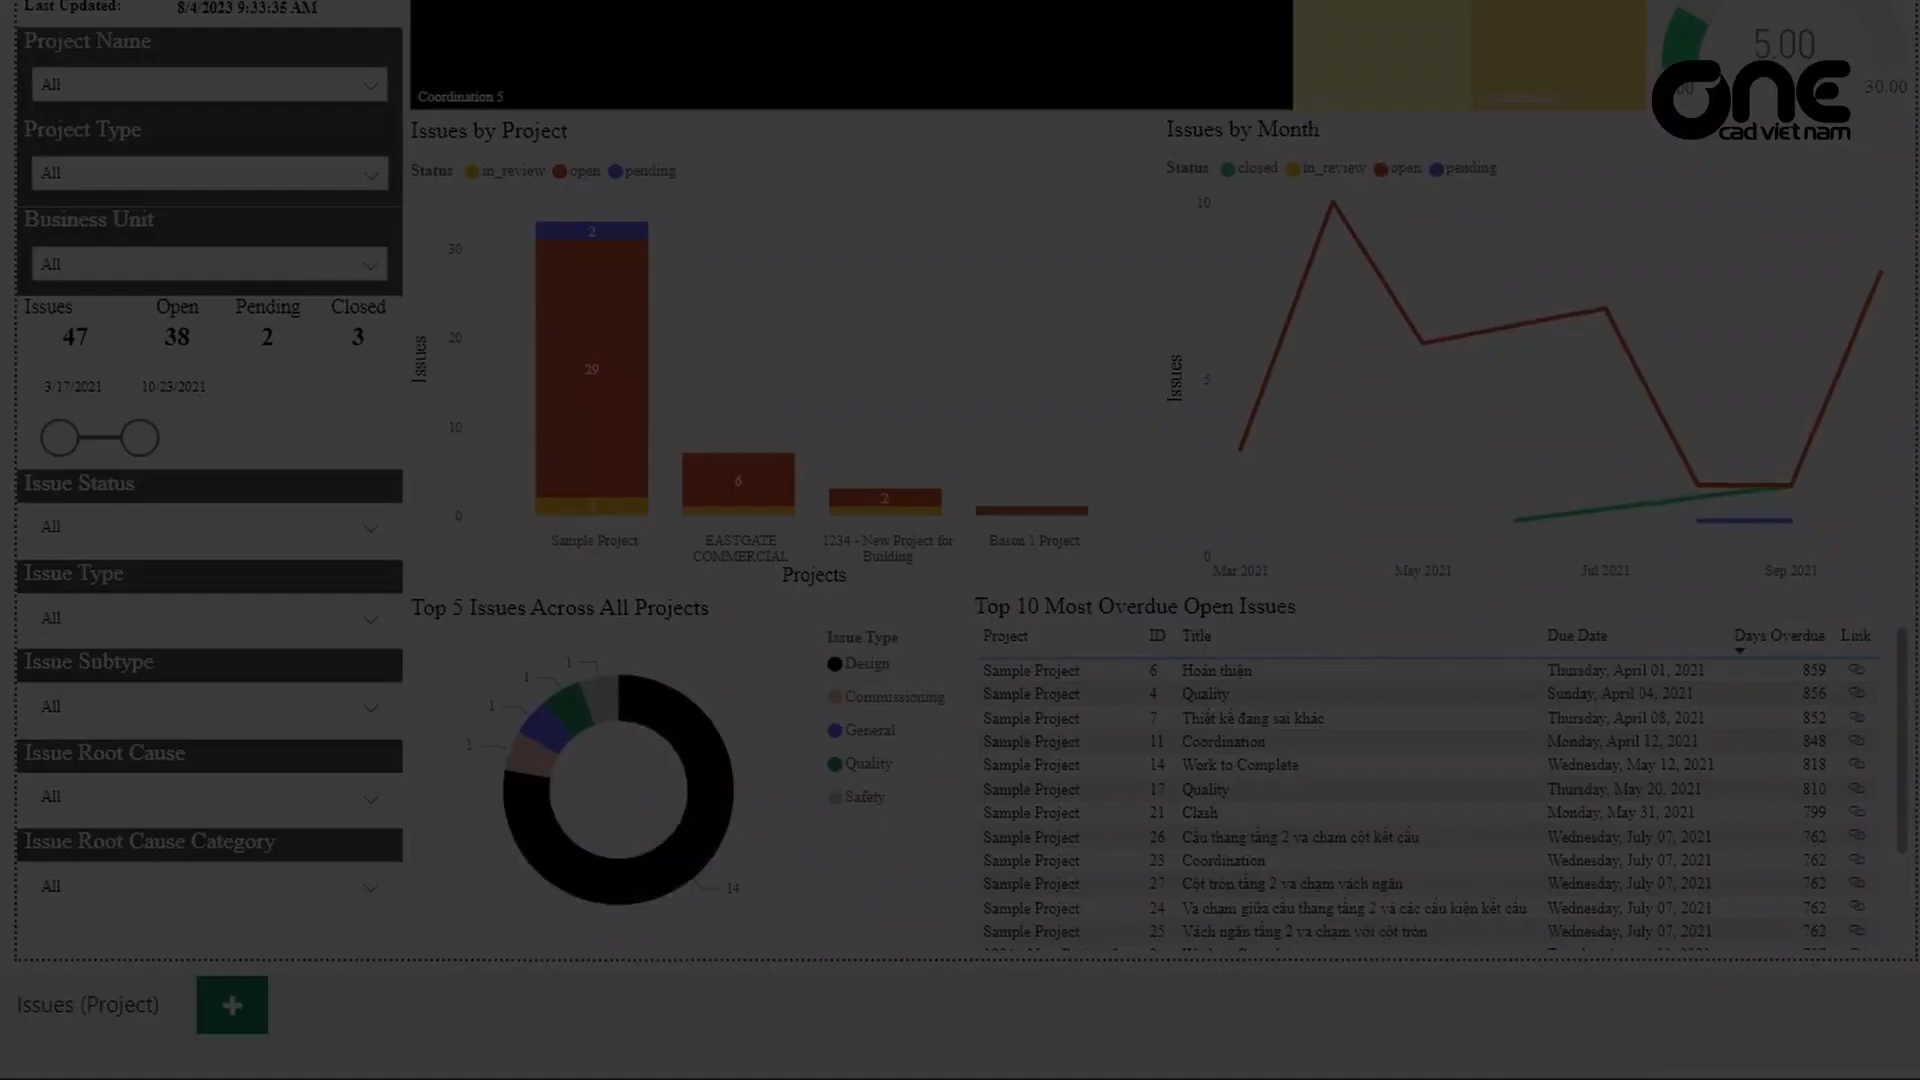 Last Updated: 8/4/2023 9:33:35 AM
Project Name
All
Project Type
All
Business Unit
All
Issues Open Pending Closed
47 38 2 3
3/17/2021 10/23/2021
Issue Status
All
Issue Type
All
Issue Subtype
All
Issue Root Cause
All
Issue Root Cause Category
All
Coordination 5
5.00
30.00
one
cad viet nam
Issues by Project
Status in_review open pending
Issues
30
20
10
0
2
29
6
2
Sample Project
EASTGATE COMMERCIAL
1234 - New Project for Building
Bason 1 Project
Projects
Issues by Month
Status closed in_review open pending
Issues
10
5
0
Mar 2021 May 2021 Jul 2021 Sep 2021
Top 5 Issues Across All Projects
1
1
1
1
14
Issue Type
Design
Commissioning
General
Quality
Safety
Top 10 Most Overdue Open Issues
Project ID Title Due Date Days Overdue Link
Sample Project 6 Hoàn thiện Thursday, April 01, 2021 859
Sample Project 4 Quality Sunday, April 04, 2021 856
Sample Project 7 Thiết kế đang sai khác Thursday, April 08, 2021 852
Sample Project 11 Coordination Monday, April 12, 2021 848
Sample Project 14 Work to Complete Wednesday, May 12, 2021 818
Sample Project 17 Quality Thursday, May 20, 2021 810
Sample Project 21 Clash Monday, May 31, 2021 799
Sample Project 26 Cầu thang tầng 2 va chạm cột kết cấu Wednesday, July 07, 2021 762
Sample Project 23 Coordination Wednesday, July 07, 2021 762
Sample Project 27 Cột tròn tầng 2 va chạm vách ngăn Wednesday, July 07, 2021 762
Sample Project 24 Va chạm giữa cầu thang tầng 2 và các cấu kiện kết cấu Wednesday, July 07, 2021 762
Sample Project 25 Vách ngăn tầng 2 va chạm với cột tròn Wednesday, July 07, 2021 762
Issues (Project)